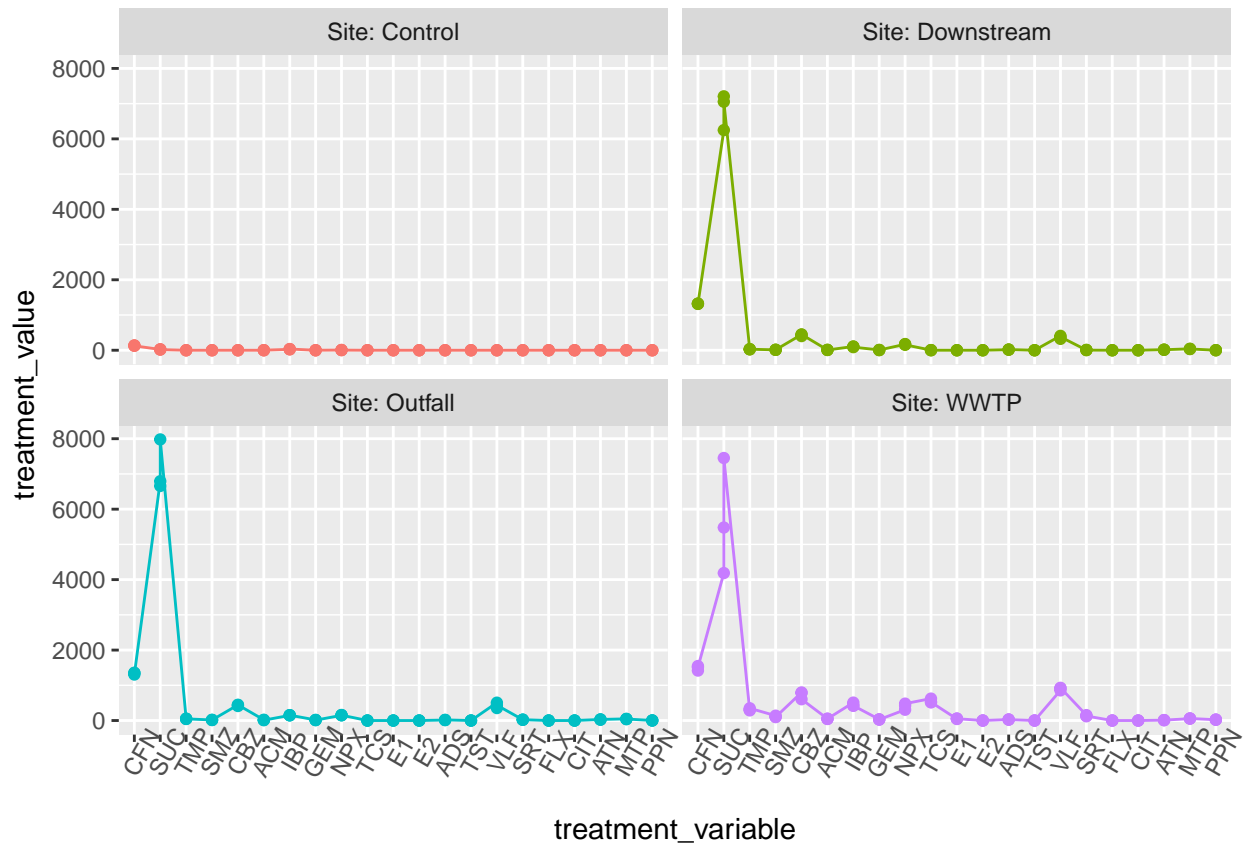 Site: Control
Site: Downstream
8000
6000
4000
2000
0
Site: Outfall
Site: WWTP
8000
6000
4000
2000
0
treatment_value
CFN SUC TMP SMZ CBZ ACM IBP GEM NPX TCS E1 E2 ADS TST VLF SRT FLX CIT ATN MTP PPN
CFN SUC TMP SMZ CBZ ACM IBP GEM NPX TCS E1 E2 ADS TST VLF SRT FLX CIT ATN MTP PPN
treatment_variable